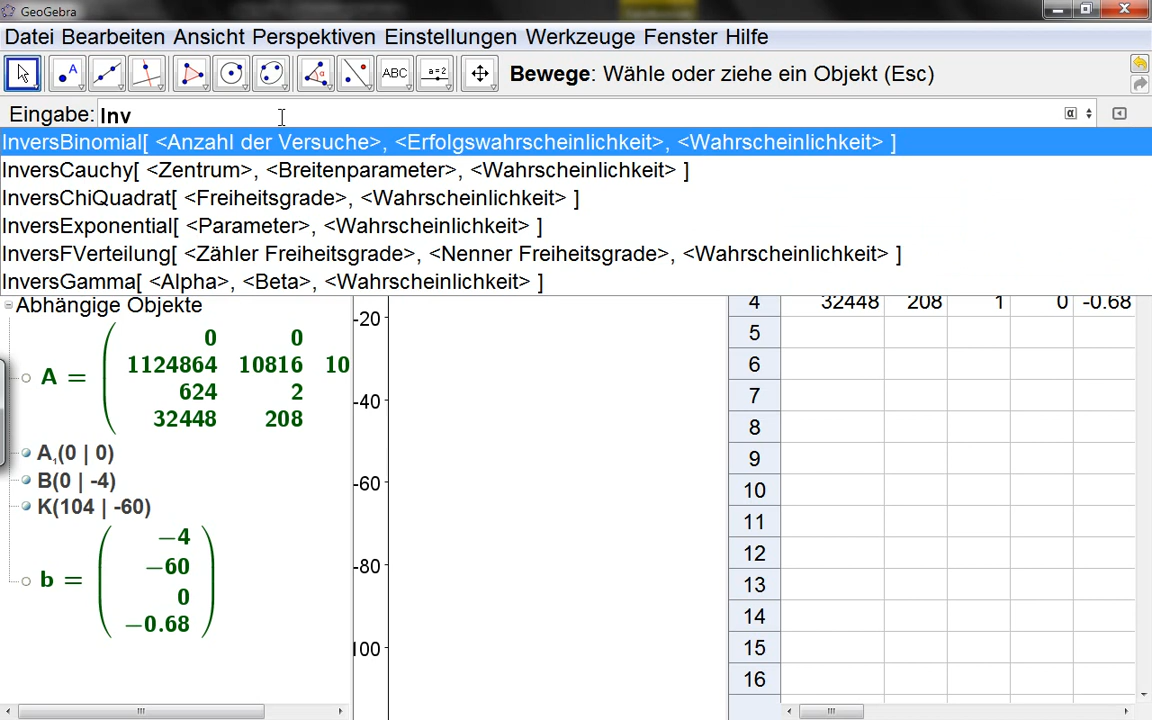 GeoGebra
Datei Bearbeiten Ansicht Perspektiven Einstellungen Werkzeuge Fenster Hilfe
A ABC a=2 Bewege: Wähle oder ziehe ein Objekt (Esc)
Eingabe: Inv α
InversBinomial[ <Anzahl der Versuche>, <Erfolgswahrscheinlichkeit>, <Wahrscheinlichkeit> ]
InversCauchy[ <Zentrum>, <Breitenparameter>, <Wahrscheinlichkeit> ]
InversChiQuadrat[ <Freiheitsgrade>, <Wahrscheinlichkeit> ]
InversExponential[ <Parameter>, <Wahrscheinlichkeit> ]
InversFVerteilung[ <Zähler Freiheitsgrade>, <Nenner Freiheitsgrade>, <Wahrscheinlichkeit> ]
InversGamma[ <Alpha>, <Beta>, <Wahrscheinlichkeit> ]
Abhängige Objekte
A =
0 0
1124864 10816 10
624 2
32448 208
A₁(0 | 0)
B(0 | -4)
K(104 | -60)
b =
−4
−60
0
−0.68
-20
-40
-60
-80
100
4 32448 208 1 0 -0.68
5
6
7
8
9
10
11
12
13
14
15
16